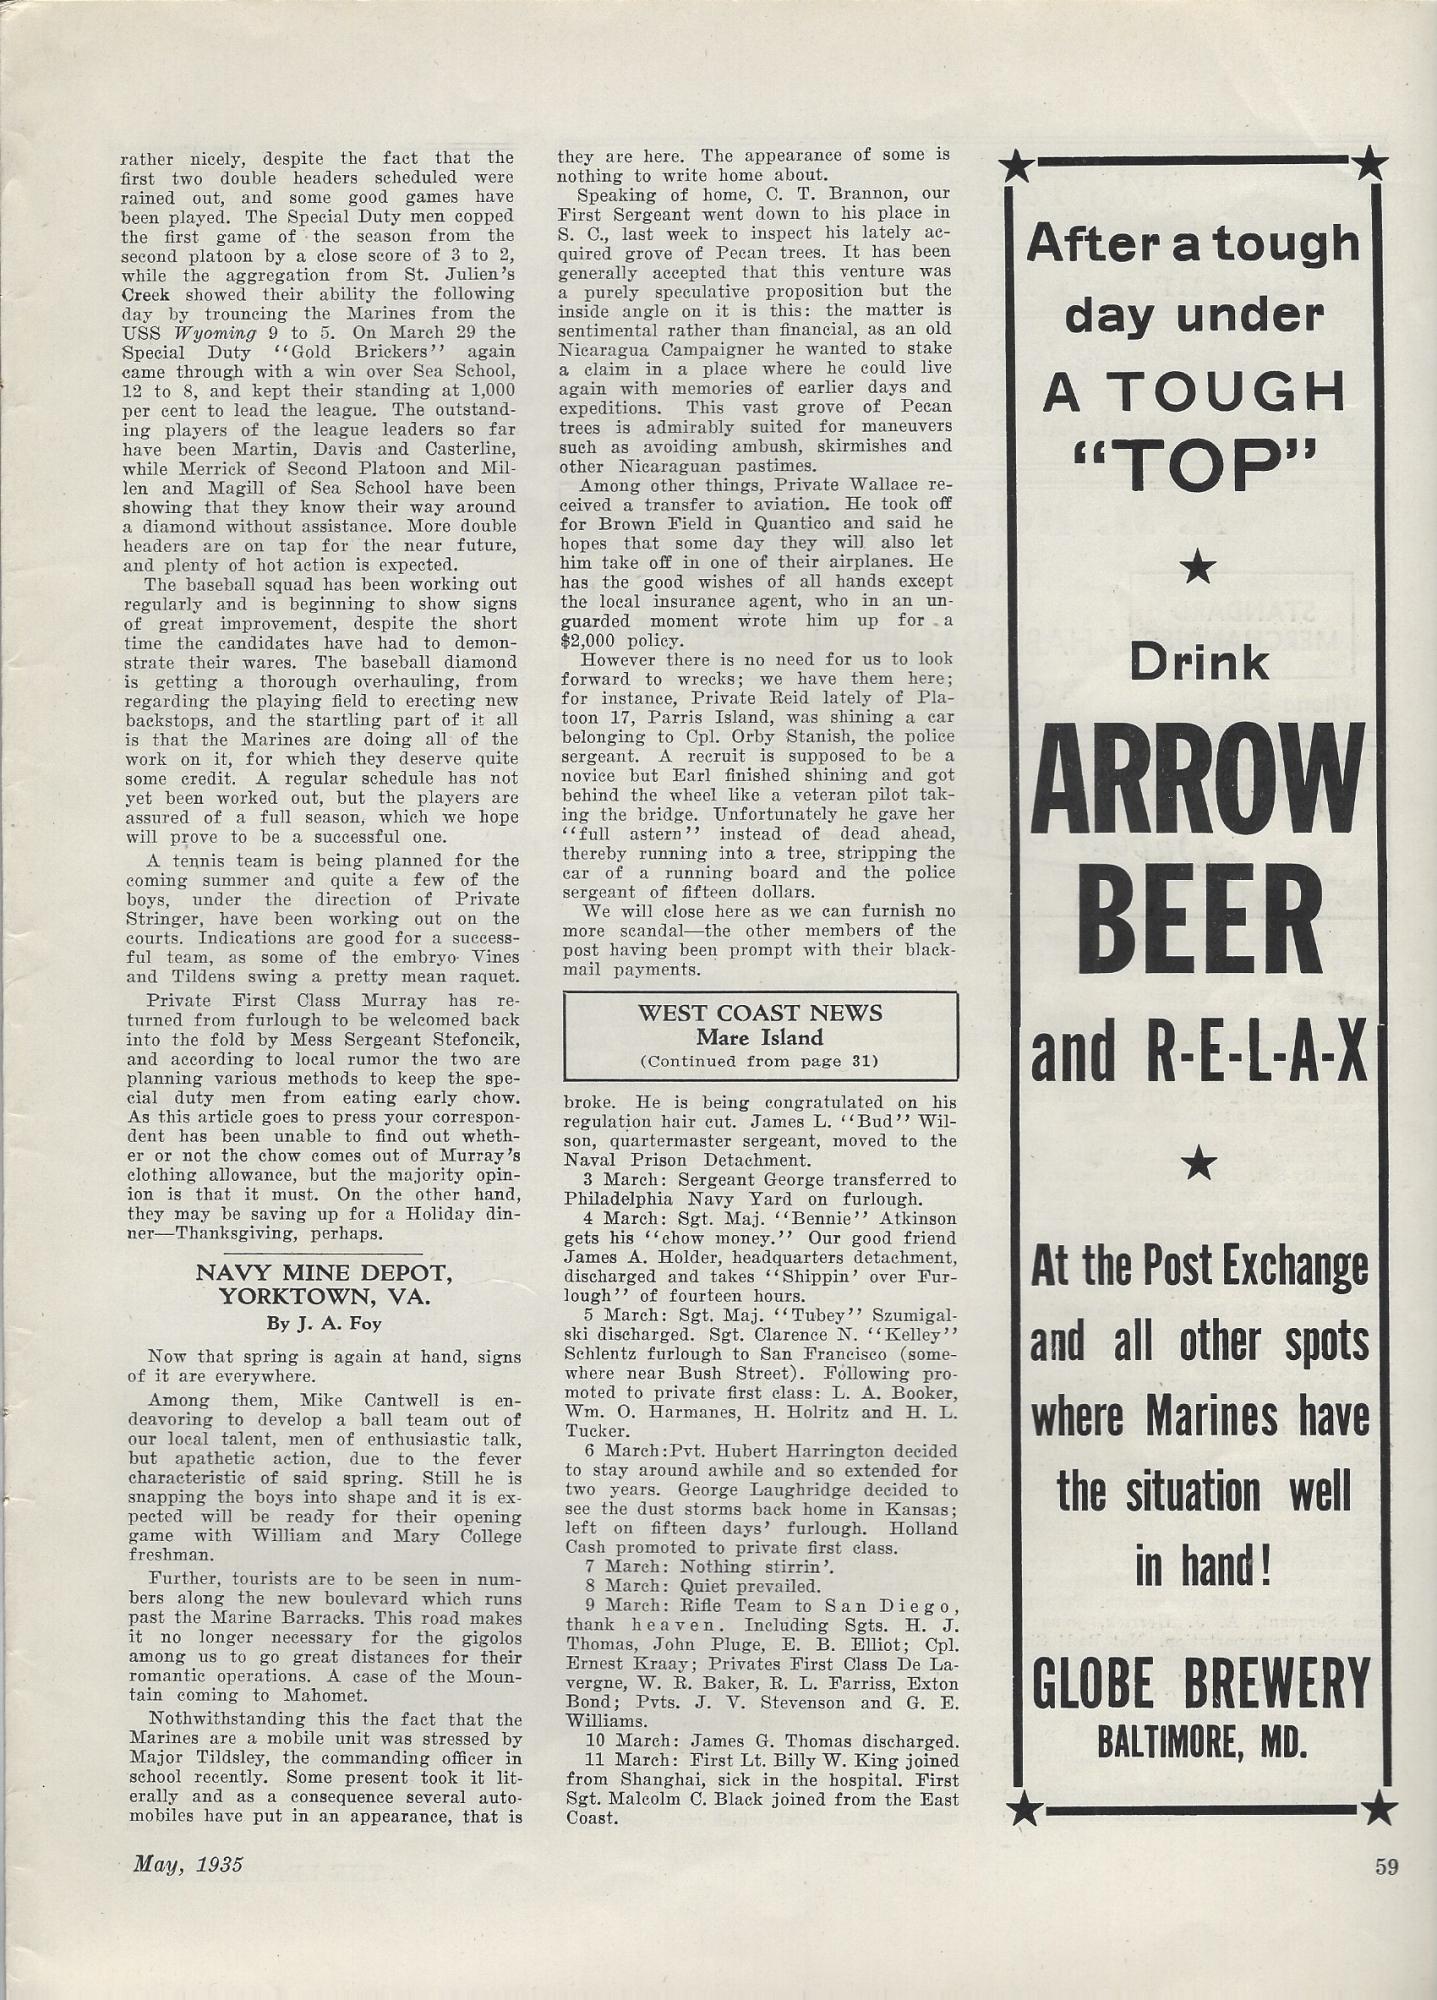 rather nicely, despite the fact that the
first two double headers scheduled were
rained out, and some good games have
been played. The Special Duty men copped
the first game of the season from the
second platoon by a close score of 3 to 2,
while the aggregation from St. Julien's
Creek showed their ability the following
day by trouncing the Marines from the
USS Wyoming 9 to 5. On March 29 the
Special Duty ‘‘Gold Brickers’’ again
came through with a win over Sea School,
12 to 8, and kept their standing at 1,000
per cent to lead the league. The outstand-
ing players of the league leaders so far
have been Martin, Davis and Casterline,
while Merrick of Second Platoon and Mil-
len and Magill of Sea School have been
showing that they know their way around
a diamond without assistance. More double
headers are on tap for the near future,
and plenty of hot action is expected.
The baseball squad has been working out
regularly and is beginning to show signs
of great improvement, despite the short
time the candidates have had to demon-
strate their wares. The baseball diamond
is getting a thorough overhauling, from
regarding the playing field to erecting new
backstops, and the startling part of it all
is that the Marines are doing all of the
work on it, for which they deserve quite
some credit. A regular schedule has not
yet been worked out, but the players are
assured of a full season, which we hope
will prove to be a successful one.
A tennis team is being planned for the
coming summer and quite a few of the
boys, under the direction of Private
Stringer, have been working out on the
courts. Indications are good for a success-
ful team, as some of the embryo Vines
and Tildens swing a pretty mean raquet.
Private First Class Murray has re-
turned from furlough to be welcomed back
into the fold by Mess Sergeant Stefoncik,
and according to local rumor the two are
planning various methods to keep the spe-
cial duty men from eating early chow.
As this article goes to press your correspon-
dent has been unable to find out wheth-
er or not the chow comes out of Murray's
clothing allowance, but the majority opin-
ion is that it must. On the other hand,
they may be saving up for a Holiday din-
ner—Thanksgiving, perhaps.
NAVY MINE DEPOT,
YORKTOWN, VA.
By J. A. Foy
Now that spring is again at hand, signs
of it are everywhere.
Among them, Mike Cantwell is en-
deavoring to develop a ball team out of
our local talent, men of enthusiastic talk,
but apathetic action, due to the fever
characteristic of said spring. Still he is
snapping the boys into shape and it is ex-
pected will be ready for their opening
game with William and Mary College
freshman.
Further, tourists are to be seen in num-
bers along the new boulevard which runs
past the Marine Barracks. This road makes
it no longer necessary for the gigolos
among us to go great distances for their
romantic operations. A case of the Moun-
tain coming to Mahomet.
Nothwithstanding this the fact that the
Marines are a mobile unit was stressed by
Major Tildsley, the commanding officer in
school recently. Some present took it lit-
erally and as a consequence several auto-
mobiles have put in an appearance, that is
they are here. The appearance of some is
nothing to write home about.
Speaking of home, C. T. Brannon, our
First Sergeant went down to his place in
S. C., last week to inspect his lately ac-
quired grove of Pecan trees. It has been
generally accepted that this venture was
a purely speculative proposition but the
inside angle on it is this: the matter is
sentimental rather than financial, as an old
Nicaragua Campaigner he wanted to stake
a claim in a place where he could live
again with memories of earlier days and
expeditions. This vast grove of Pecan
trees is admirably suited for maneuvers
such as avoiding ambush, skirmishes and
other Nicaraguan pastimes.
Among other things, Private Wallace re-
ceived a transfer to aviation. He took off
for Brown Field in Quantico and said he
hopes that some day they will also let
him take off in one of their airplanes. He
has the good wishes of all hands except
the local insurance agent, who in an un-
guarded moment wrote him up for a
$2,000 policy.
However there is no need for us to look
forward to wrecks; we have them here;
for instance, Private Reid lately of Pla-
toon 17, Parris Island, was shining a car
belonging to Cpl. Orby Stanish, the police
sergeant. A recruit is supposed to be a
novice but Earl finished shining and got
behind the wheel like a veteran pilot tak-
ing the bridge. Unfortunately he gave her
‘‘full astern’’ instead of dead ahead,
thereby running into a tree, stripping the
car of a running board and the police
sergeant of fifteen dollars.
We will close here as we can furnish no
more scandal—the other members of the
post having been prompt with their black-
mail payments.
WEST COAST NEWS
Mare Island
(Continued from page 31)
broke. He is being congratulated on his
regulation hair cut. James L. ‘‘Bud’’ Wil-
son, quartermaster sergeant, moved to the
Naval Prison Detachment.
3 March: Sergeant George transferred to
Philadelphia Navy Yard on furlough.
4 March: Sgt. Maj. ‘‘Bennie’’ Atkinson
gets his ‘‘chow money.’’ Our good friend
James A. Holder, headquarters detachment,
discharged and takes ‘‘Shippin' over Fur-
lough’’ of fourteen hours.
5 March: Sgt. Maj. ‘‘Tubey’’ Szumigal-
ski discharged. Sgt. Clarence N. ‘‘Kelley’’
Schlentz furlough to San Francisco (some-
where near Bush Street). Following pro-
moted to private first class: L. A. Booker,
Wm. O. Harmanes, H. Holritz and H. L.
Tucker.
6 March:Pvt. Hubert Harrington decided
to stay around awhile and so extended for
two years. George Laughridge decided to
see the dust storms back home in Kansas;
left on fifteen days' furlough. Holland
Cash promoted to private first class.
7 March: Nothing stirrin'.
8 March: Quiet prevailed.
9 March: Rifle Team to San Diego,
thank heaven. Including Sgts. H. J.
Thomas, John Pluge, E. B. Elliot; Cpl.
Ernest Kraay; Privates First Class De La-
vergne, W. R. Baker, R. L. Farriss, Exton
Bond; Pvts. J. V. Stevenson and G. E.
Williams.
10 March: James G. Thomas discharged.
11 March: First Lt. Billy W. King joined
from Shanghai, sick in the hospital. First
Sgt. Malcolm C. Black joined from the East
Coast.
After a tough
day under
A TOUGH
“TOP”
Drink
ARROW
BEER
and R-E-L-A-X
At the Post Exchange
and all other spots
where Marines have
the situation well
in hand!
GLOBE BREWERY
BALTIMORE, MD.
May, 1935
59